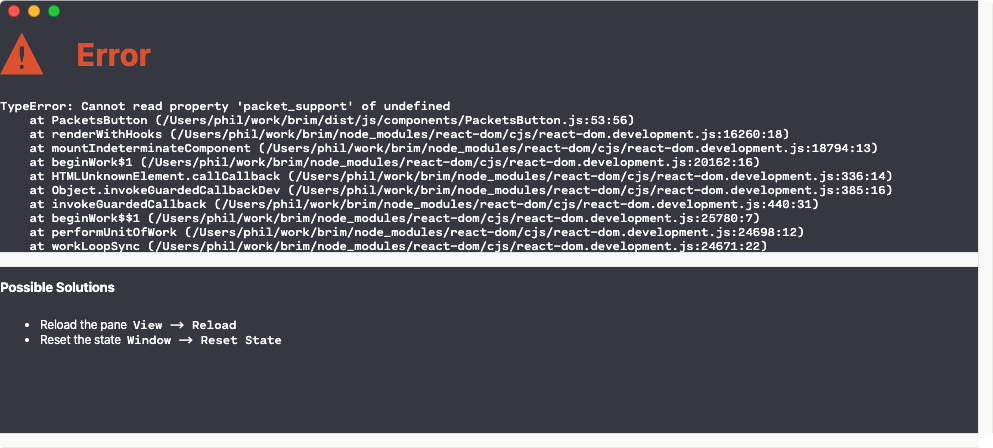 Error
TypeError: Cannot read property 'packet_support' of undefined
    at PacketsButton (/Users/phil/work/brim/dist/js/components/PacketsButton.js:53:56)
    at renderWithHooks (/Users/phil/work/brim/node_modules/react-dom/cjs/react-dom.development.js:16260:18)
    at mountIndeterminateComponent (/Users/phil/work/brim/node_modules/react-dom/cjs/react-dom.development.js:18794:13)
    at beginWork$1 (/Users/phil/work/brim/node_modules/react-dom/cjs/react-dom.development.js:20162:16)
    at HTMLUnknownElement.callCallback (/Users/phil/work/brim/node_modules/react-dom/cjs/react-dom.development.js:336:14)
    at Object.invokeGuardedCallbackDev (/Users/phil/work/brim/node_modules/react-dom/cjs/react-dom.development.js:385:16)
    at invokeGuardedCallback (/Users/phil/work/brim/node_modules/react-dom/cjs/react-dom.development.js:440:31)
    at beginWork$$1 (/Users/phil/work/brim/node_modules/react-dom/cjs/react-dom.development.js:25780:7)
    at performUnitOfWork (/Users/phil/work/brim/node_modules/react-dom/cjs/react-dom.development.js:24698:12)
    at workLoopSync (/Users/phil/work/brim/node_modules/react-dom/cjs/react-dom.development.js:24671:22)
Possible Solutions
• Reload the pane View → Reload
• Reset the state Window → Reset State